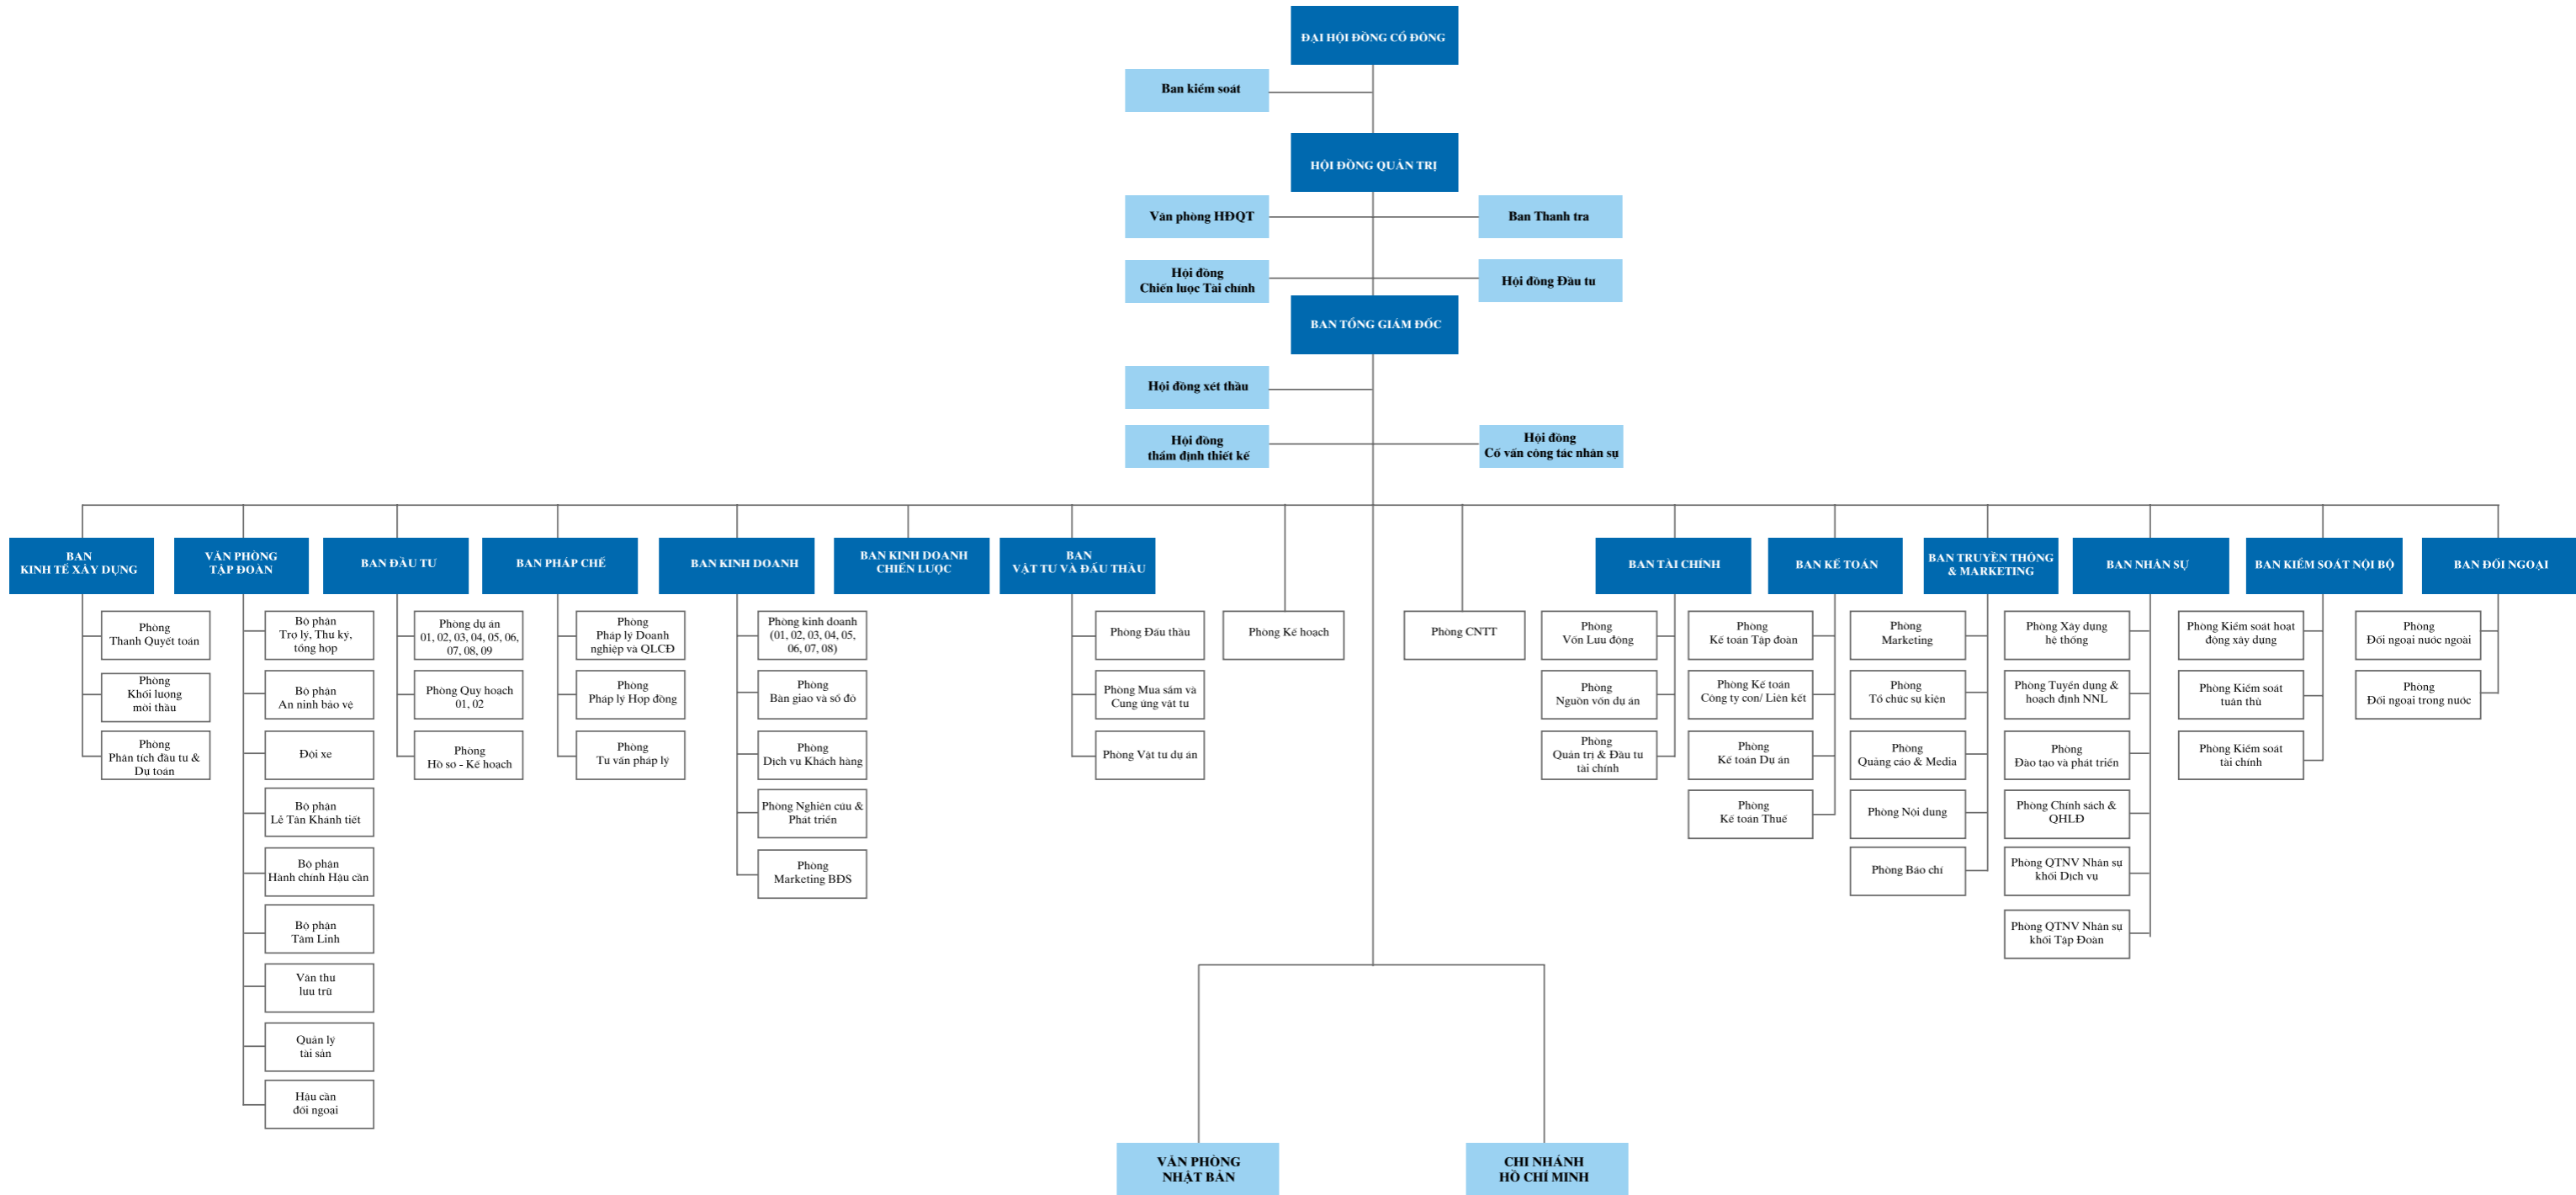 ĐẠI HỘI ĐỒNG CỔ ĐÔNG
Ban kiểm soát
HỘI ĐỒNG QUẢN TRỊ
Văn phòng HĐQT
Ban Thanh tra
Hội đồng
Chiến lược Tài chính
Hội đồng Đầu tư
BAN TỔNG GIÁM ĐỐC
Hội đồng xét thầu
Hội đồng
thẩm định thiết kế
Hội đồng
Cố vấn công tác nhân sự
BAN
KINH TẾ XÂY DỰNG
Phòng
Thanh Quyết toán
Phòng
Khối lượng
mời thầu
Phòng
Phân tích đầu tư &
Dự toán
VĂN PHÒNG
TẬP ĐOÀN
Bộ phận
Trợ lý, Thư ký,
tổng hợp
Bộ phận
An ninh bảo vệ
Đội xe
Bộ phận
Lễ Tân Khánh tiết
Bộ phận
Hành chính Hậu cần
Bộ phận
Tâm Linh
Văn thư
lưu trữ
Quản lý
tài sản
Hậu cần
đối ngoại
BAN ĐẦU TƯ
Phòng dự án
01, 02, 03, 04, 05, 06,
07, 08, 09
Phòng Quy hoạch
01, 02
Phòng
Hồ sơ - Kế hoạch
BAN PHÁP CHẾ
Phòng
Pháp lý Doanh
nghiệp và QLCĐ
Phòng
Pháp lý Hợp đồng
Phòng
Tư vấn pháp lý
BAN KINH DOANH
Phòng kinh doanh
(01, 02, 03, 04, 05,
06, 07, 08)
Phòng
Bàn giao và sổ đỏ
Phòng
Dịch vụ Khách hàng
Phòng Nghiên cứu &
Phát triển
Phòng
Marketing BĐS
BAN KINH DOANH
CHIẾN LƯỢC
BAN
VẬT TƯ VÀ ĐẤU THẦU
Phòng Đấu thầu
Phòng Mua sắm và
Cung ứng vật tư
Phòng Vật tư dự án
Phòng Kế hoạch
Phòng CNTT
BAN TÀI CHÍNH
Phòng
Vốn Lưu động
Phòng
Nguồn vốn dự án
Phòng
Quản trị & Đầu tư
tài chính
BAN KẾ TOÁN
Phòng
Kế toán Tập đoàn
Phòng Kế toán
Công ty con/ Liên kết
Phòng
Kế toán Dự án
Phòng
Kế toán Thuế
BAN TRUYỀN THÔNG
& MARKETING
Phòng
Marketing
Phòng
Tổ chức sự kiện
Phòng
Quảng cáo & Media
Phòng Nội dung
Phòng Báo chí
BAN NHÂN SỰ
Phòng Xây dựng
hệ thống
Phòng Tuyển dụng &
hoạch định NNL
Phòng
Đào tạo và phát triển
Phòng Chính sách &
QHLĐ
Phòng QTNV Nhân sự
khối Dịch vụ
Phòng QTNV Nhân sự
khối Tập Đoàn
BAN KIỂM SOÁT NỘI BỘ
Phòng Kiểm soát hoạt
động xây dựng
Phòng Kiểm soát
tuân thủ
Phòng Kiểm soát
tài chính
BAN ĐỐI NGOẠI
Phòng
Đối ngoại nước ngoài
Phòng
Đối ngoại trong nước
VĂN PHÒNG
NHẬT BẢN
CHI NHÁNH
HỒ CHÍ MINH